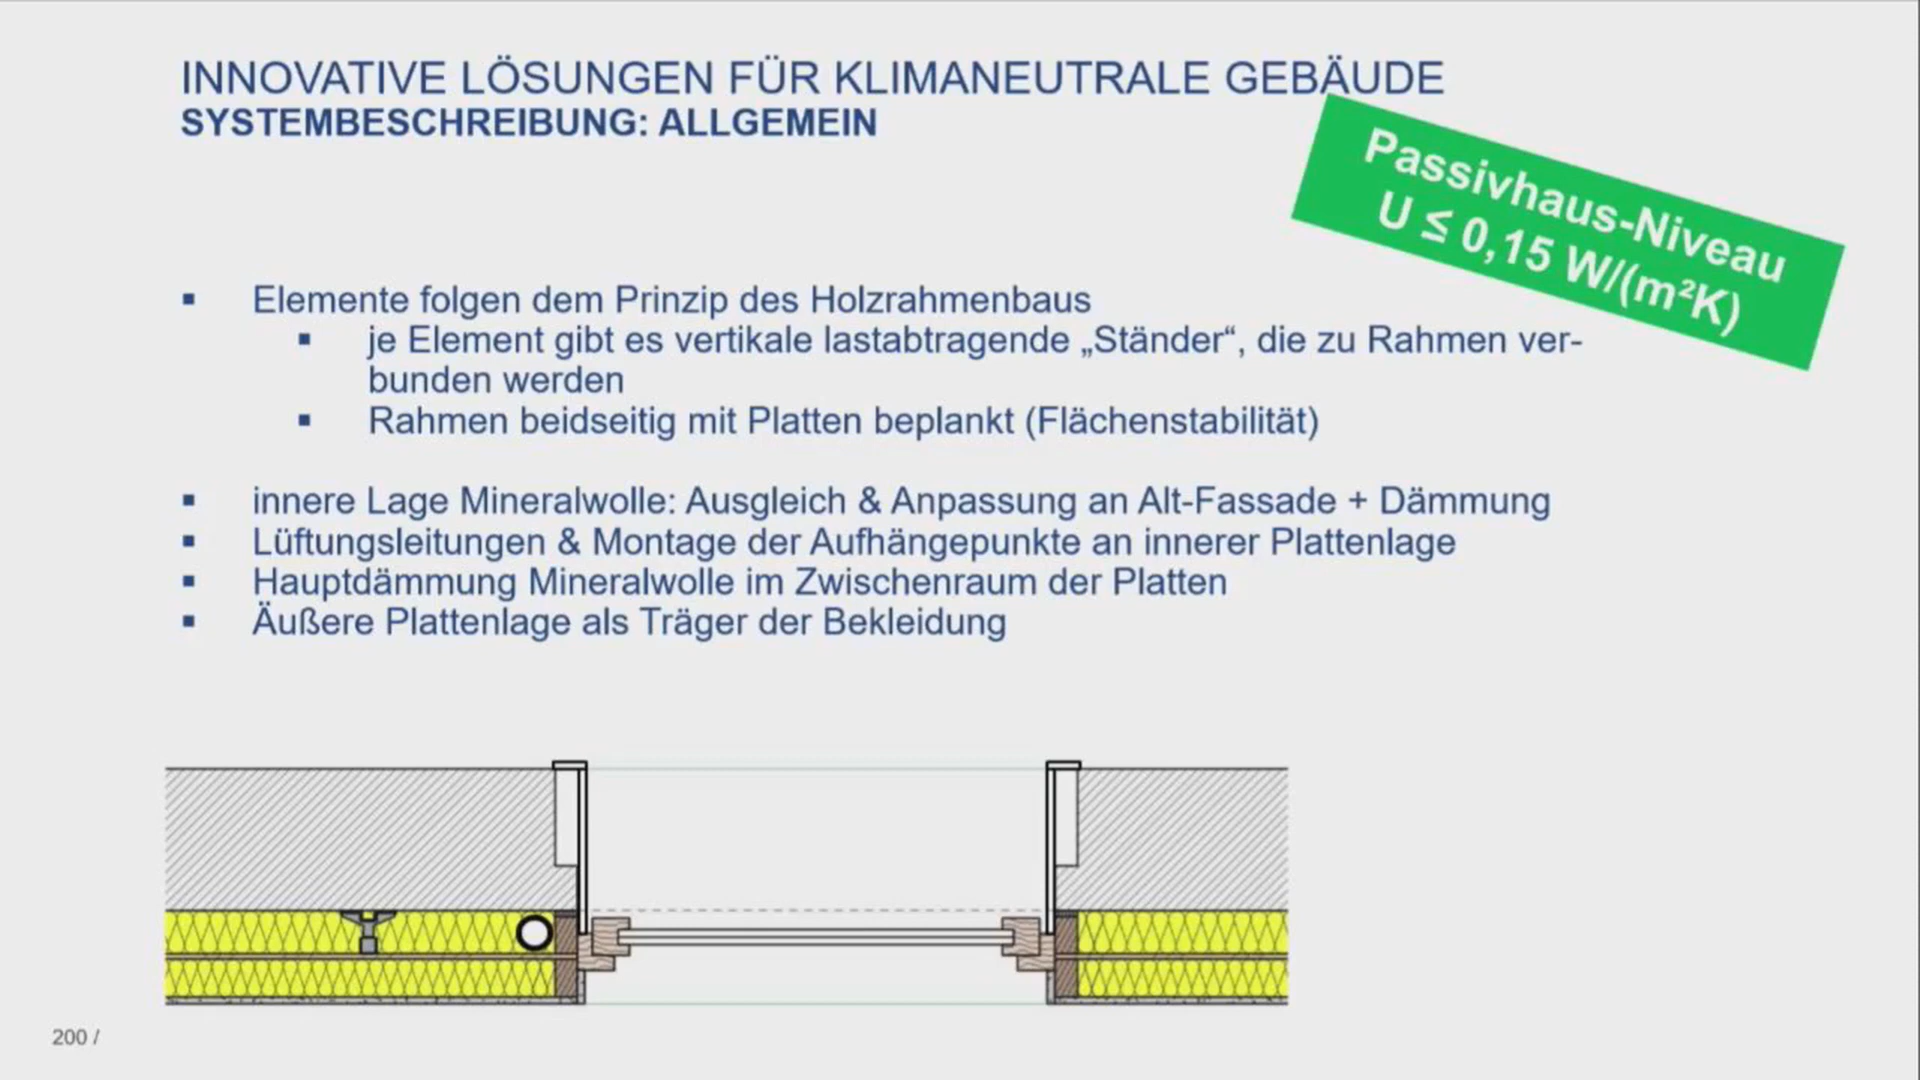 INNOVATIVE LÖSUNGEN FÜR KLIMANEUTRALE GEBÄUDE
SYSTEMBESCHREIBUNG: ALLGEMEIN
Passivhaus-Niveau
U ≤ 0,15 W/(m²K)
▪ Elemente folgen dem Prinzip des Holzrahmenbaus
▪ je Element gibt es vertikale lastabtragende „Ständer“, die zu Rahmen ver-
bunden werden
▪ Rahmen beidseitig mit Platten beplankt (Flächenstabilität)
▪ innere Lage Mineralwolle: Ausgleich & Anpassung an Alt-Fassade + Dämmung
▪ Lüftungsleitungen & Montage der Aufhängepunkte an innerer Plattenlage
▪ Hauptdämmung Mineralwolle im Zwischenraum der Platten
▪ Äußere Plattenlage als Träger der Bekleidung
200 /